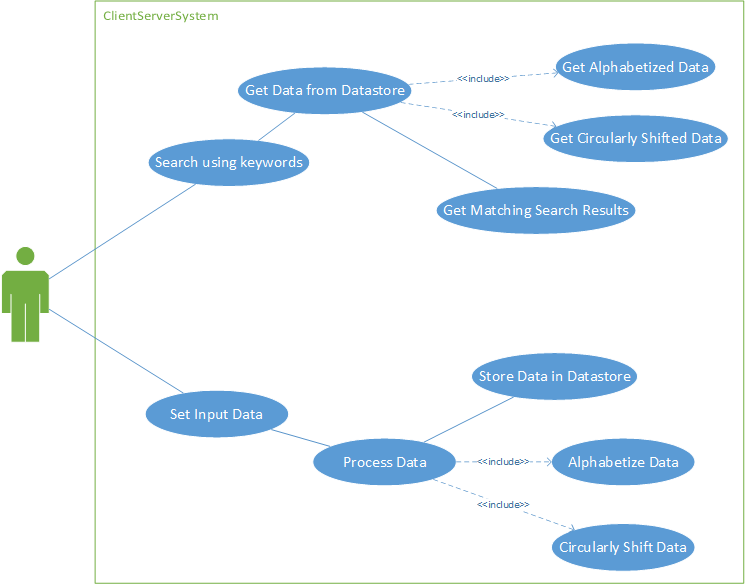 ClientServerSystem
Get Alphabetized Data
<<include>>
Get Data from Datastore
<<include>>
Get Circularly Shifted Data
Search using keywords
Get Matching Search Results
Store Data in Datastore
Set Input Data
Process Data
<<include>>
Alphabetize Data
<<include>>
Circularly Shift Data